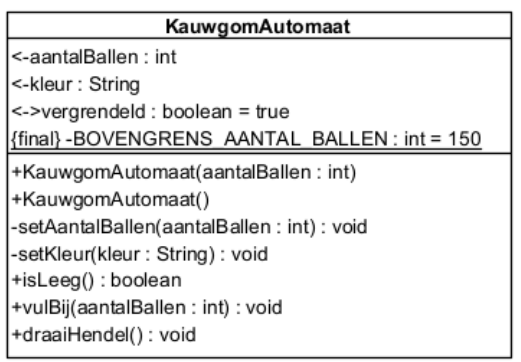 KauwgomAutomaat
<-aantalBallen : int
<-kleur : String
<->vergrendeld : boolean = true
{final} -BOVENGRENS_AANTAL_BALLEN : int = 150
+KauwgomAutomaat(aantalBallen : int)
+KauwgomAutomaat()
-setAantalBallen(aantalBallen : int) : void
-setKleur(kleur : String) : void
+isLeeg() : boolean
+vulBij(aantalBallen : int) : void
+draaiHendel() : void